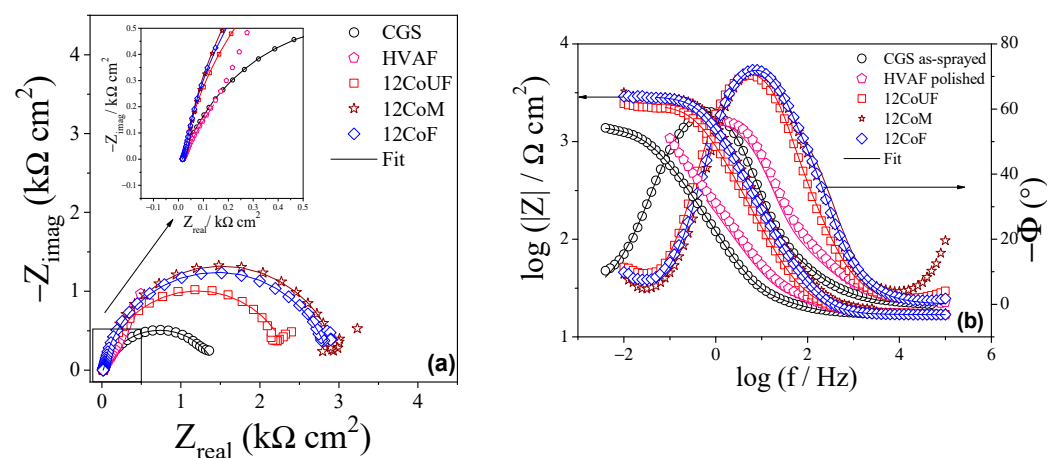 (a)
−Z_imag (kΩ cm²)
Z_real (kΩ cm²)
5
4
3
2
1
0
0 1 2 3 4
−Z_imag / kΩ cm²
Z_real / kΩ cm²
0.5
0.4
0.3
0.2
0.1
0.0
−0.1
−0.1 0.0 0.1 0.2 0.3 0.4 0.5
CGS
HVAF
12CoUF
12CoM
12CoF
Fit
(a)
log (|Z| / Ω cm²)
4
3
2
1
−2 0 2 4 6
log (f / Hz)
80
60
40
20
0
−Φ (°)
CGS as-sprayed
HVAF polished
12CoUF
12CoM
12CoF
Fit
(b)